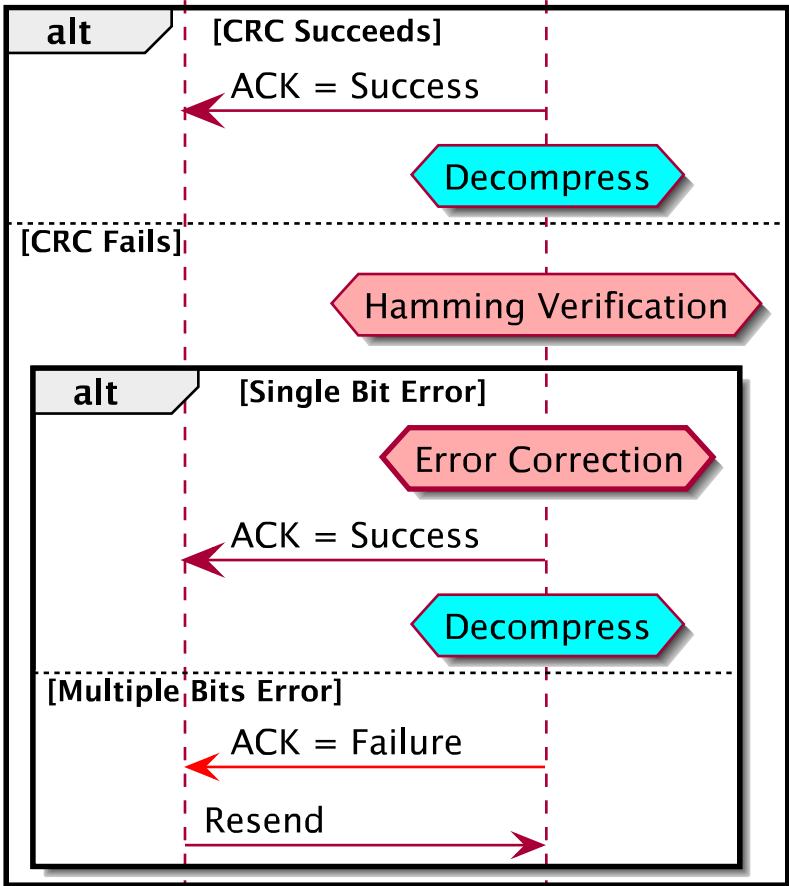 alt [CRC Succeeds]
ACK = Success
Decompress
[CRC Fails]
Hamming Verification
alt [Single Bit Error]
Error Correction
ACK = Success
Decompress
[Multiple Bits Error]
ACK = Failure
Resend